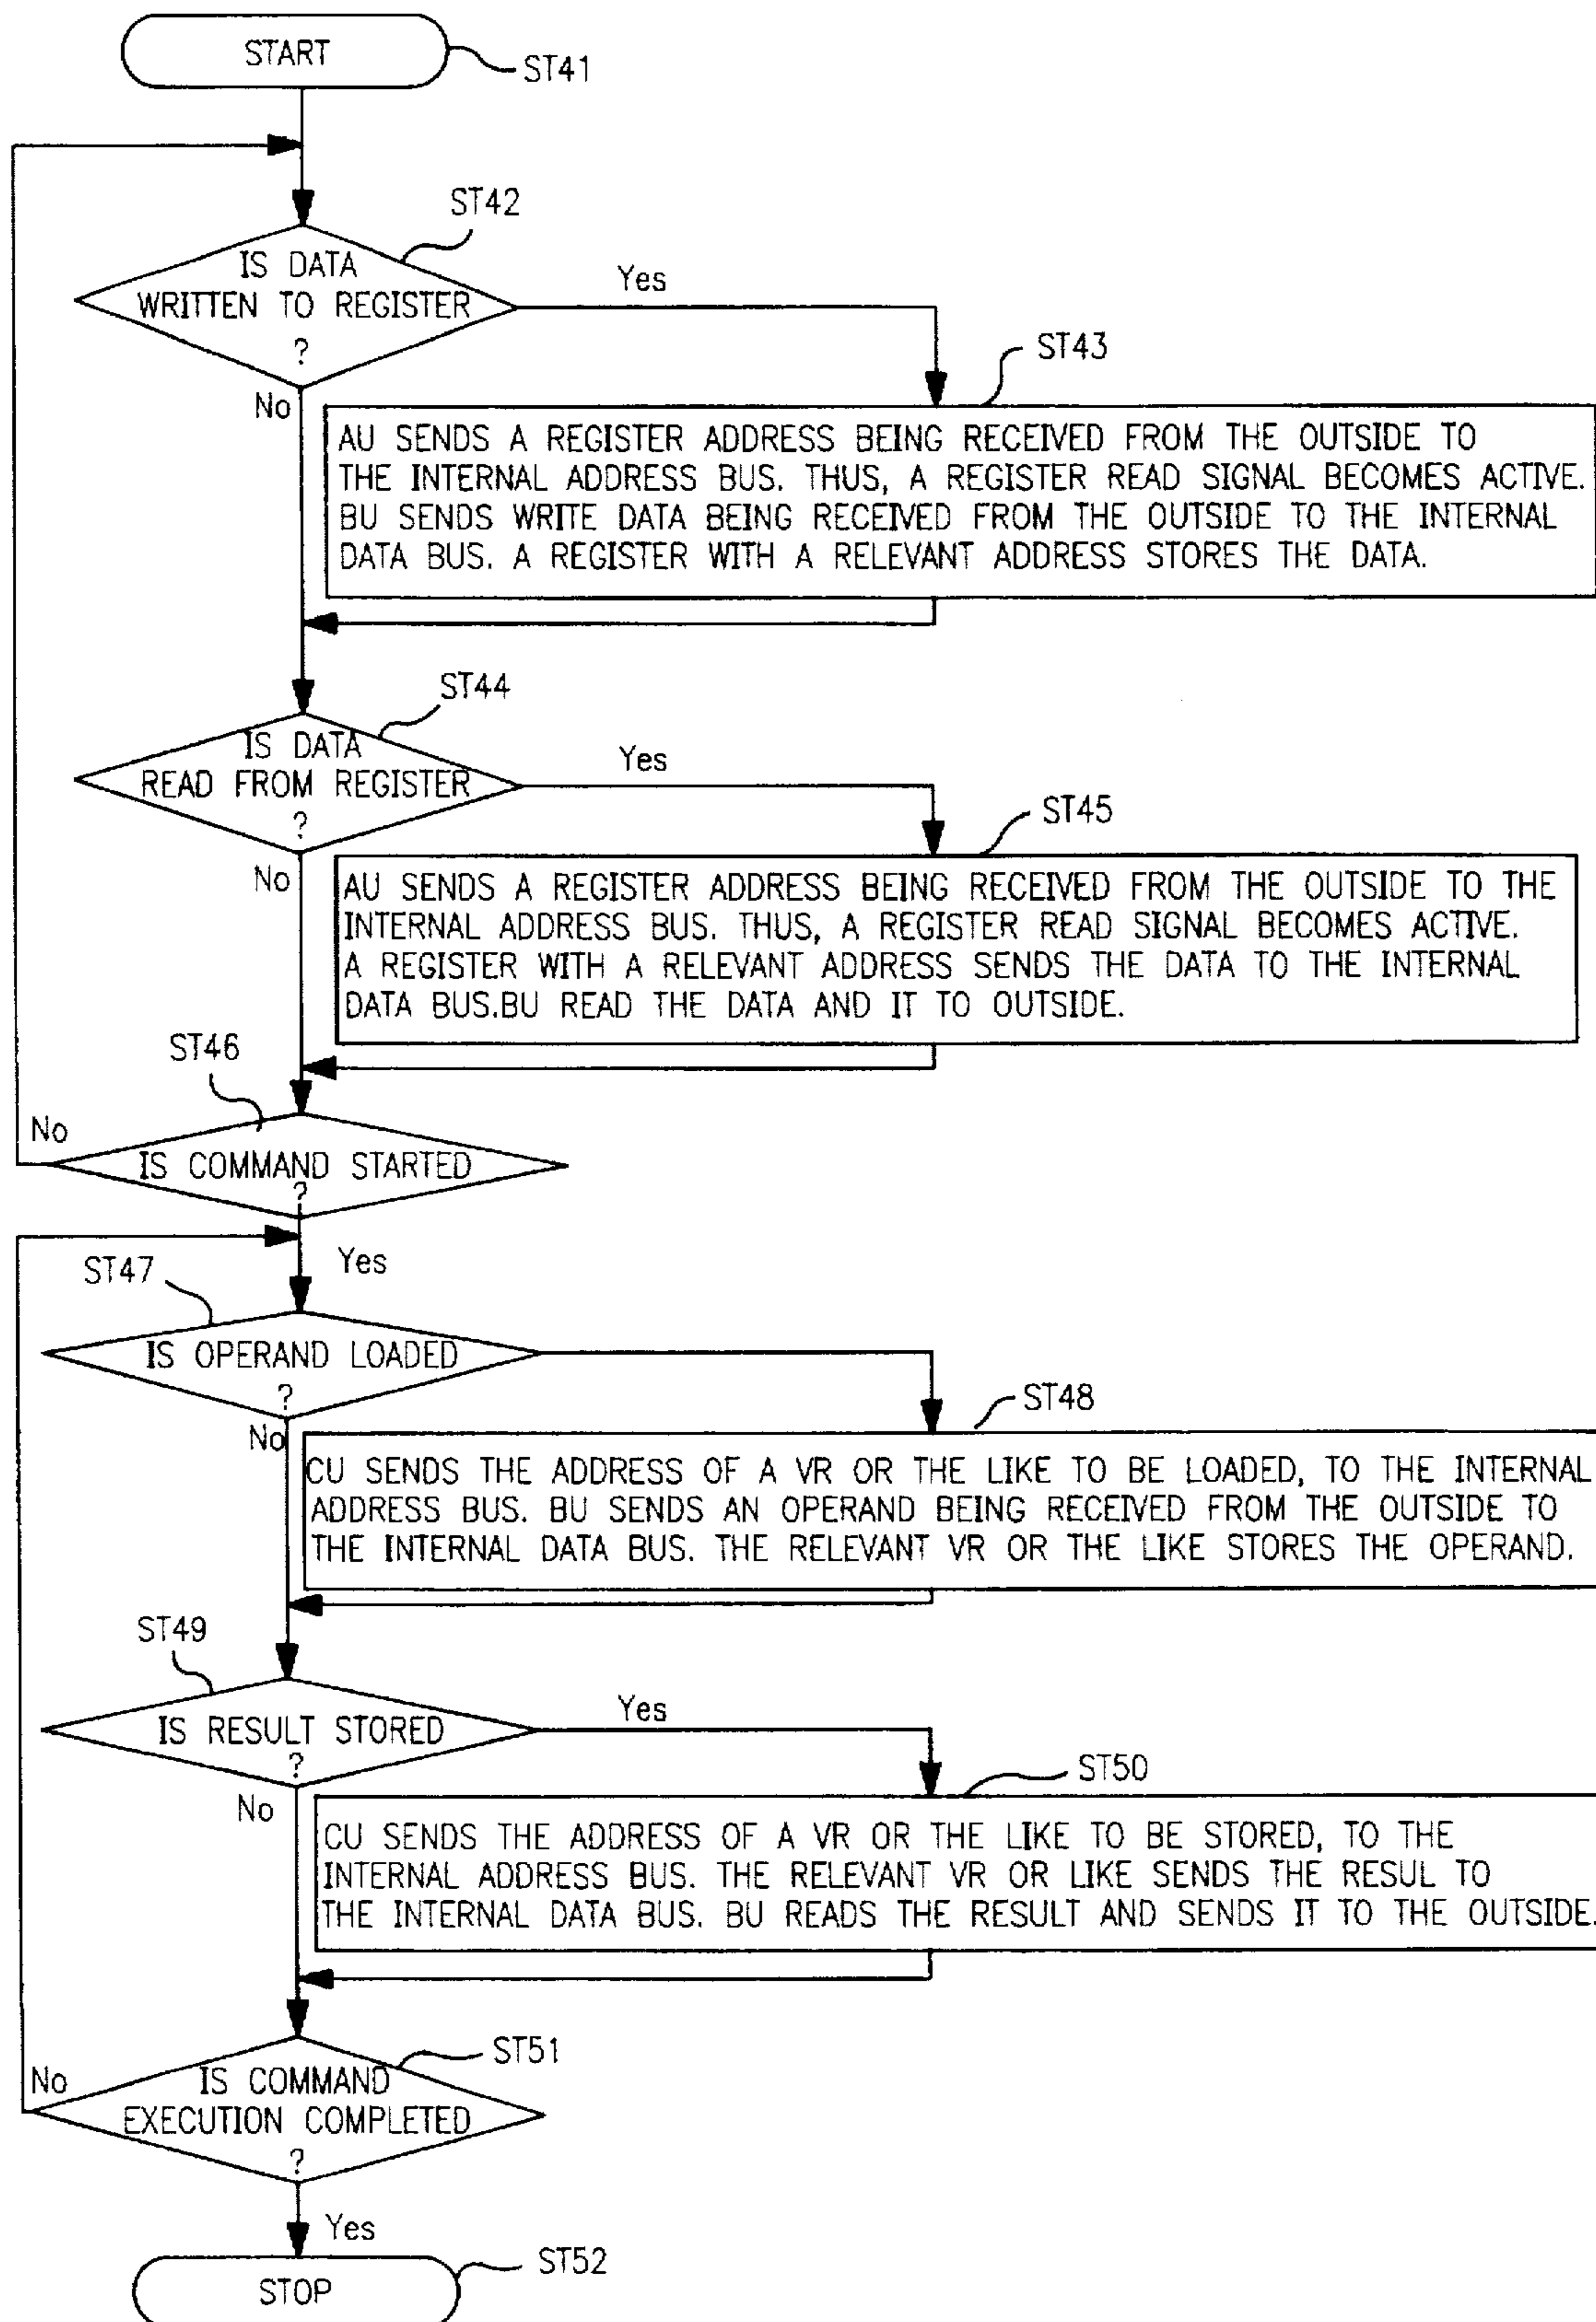 START
ST41
ST42
IS DATA
WRITTEN TO REGISTER
?
Yes
No
ST43
AU SENDS A REGISTER ADDRESS BEING RECEIVED FROM THE OUTSIDE TO
THE INTERNAL ADDRESS BUS. THUS, A REGISTER READ SIGNAL BECOMES ACTIVE.
BU SENDS WRITE DATA BEING RECEIVED FROM THE OUTSIDE TO THE INTERNAL
DATA BUS. A REGISTER WITH A RELEVANT ADDRESS STORES THE DATA.
ST44
IS DATA
READ FROM REGISTER
?
Yes
No
ST45
AU SENDS A REGISTER ADDRESS BEING RECEIVED FROM THE OUTSIDE TO THE
INTERNAL ADDRESS BUS. THUS, A REGISTER READ SIGNAL BECOMES ACTIVE.
A REGISTER WITH A RELEVANT ADDRESS SENDS THE DATA TO THE INTERNAL
DATA BUS.BU READ THE DATA AND IT TO OUTSIDE.
ST46
No
IS COMMAND STARTED
?
Yes
ST47
IS OPERAND LOADED
?
No
ST48
CU SENDS THE ADDRESS OF A VR OR THE LIKE TO BE LOADED, TO THE INTERNAL
ADDRESS BUS. BU SENDS AN OPERAND BEING RECEIVED FROM THE OUTSIDE TO
THE INTERNAL DATA BUS. THE RELEVANT VR OR THE LIKE STORES THE OPERAND.
ST49
IS RESULT STORED
?
Yes
No
ST50
CU SENDS THE ADDRESS OF A VR OR THE LIKE TO BE STORED, TO THE
INTERNAL ADDRESS BUS. THE RELEVANT VR OR LIKE SENDS THE RESUL TO
THE INTERNAL DATA BUS. BU READS THE RESULT AND SENDS IT TO THE OUTSIDE.
ST51
No
IS COMMAND
EXECUTION COMPLETED
?
Yes
ST52
STOP